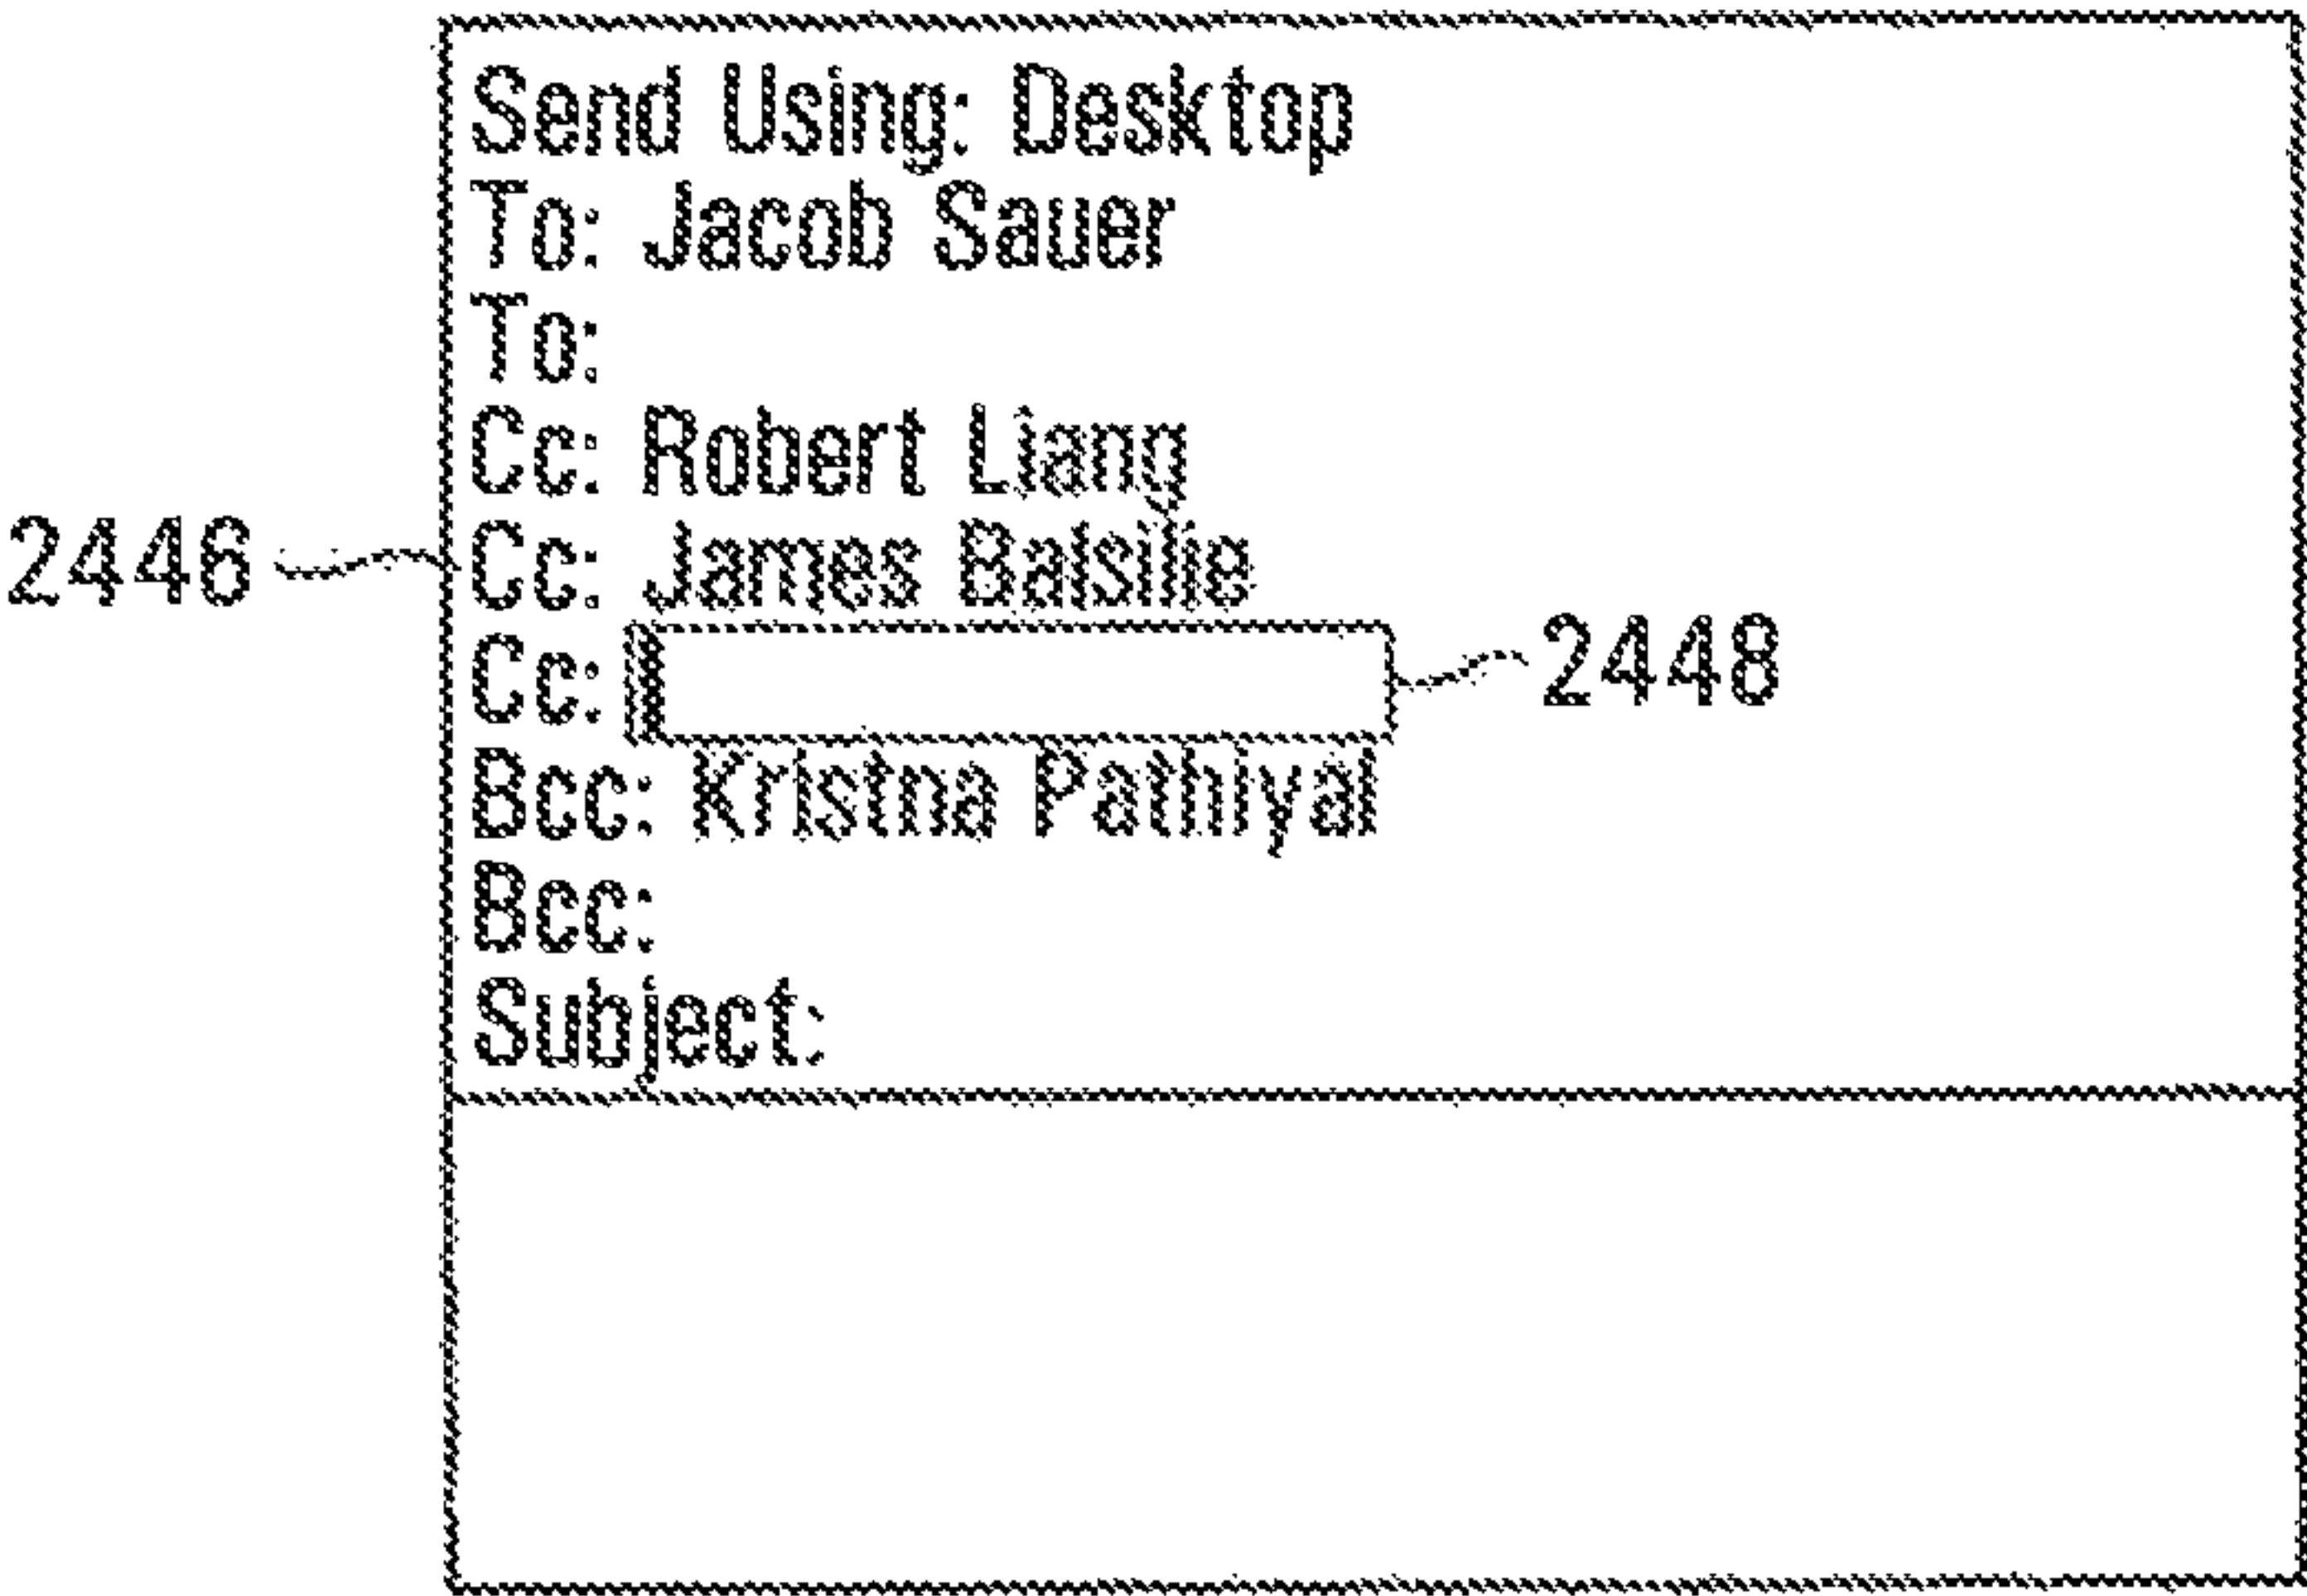 Send Using: Desktop
To: Jacob Sauer
To:
Cc: Robert Liang
2446
Cc: James Balsilie
Cc:
2448
Bcc: Kristna Pathiyal
Bcc:
Subject: